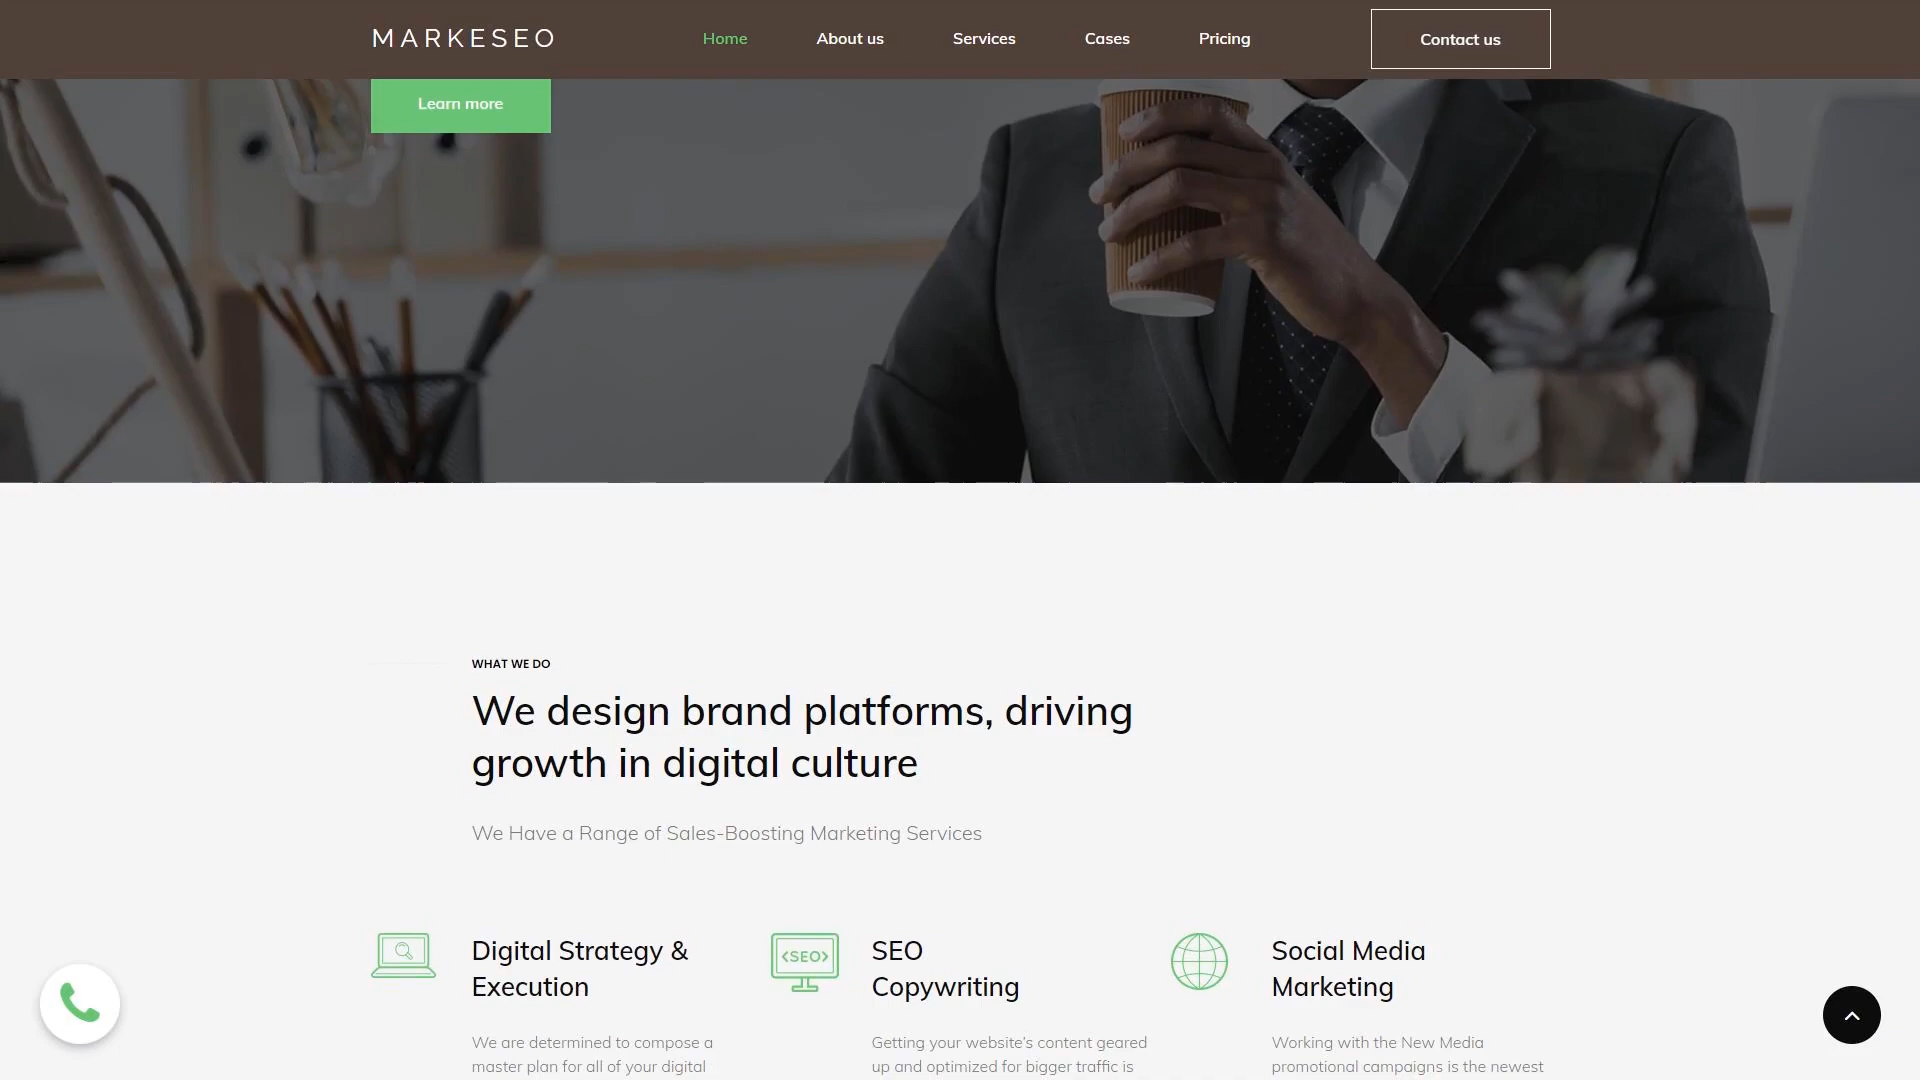 MARKESEO
Home
About us
Services
Cases
Pricing
Contact us
Learn more
WHAT WE DO
We design brand platforms, driving
growth in digital culture
We Have a Range of Sales-Boosting Marketing Services
Digital Strategy &
Execution
We are determined to compose a
master plan for all of your digital
<SEO>
SEO
Copywriting
Getting your website's content geared
up and optimized for bigger traffic is
Social Media
Marketing
Working with the New Media
promotional campaigns is the newest